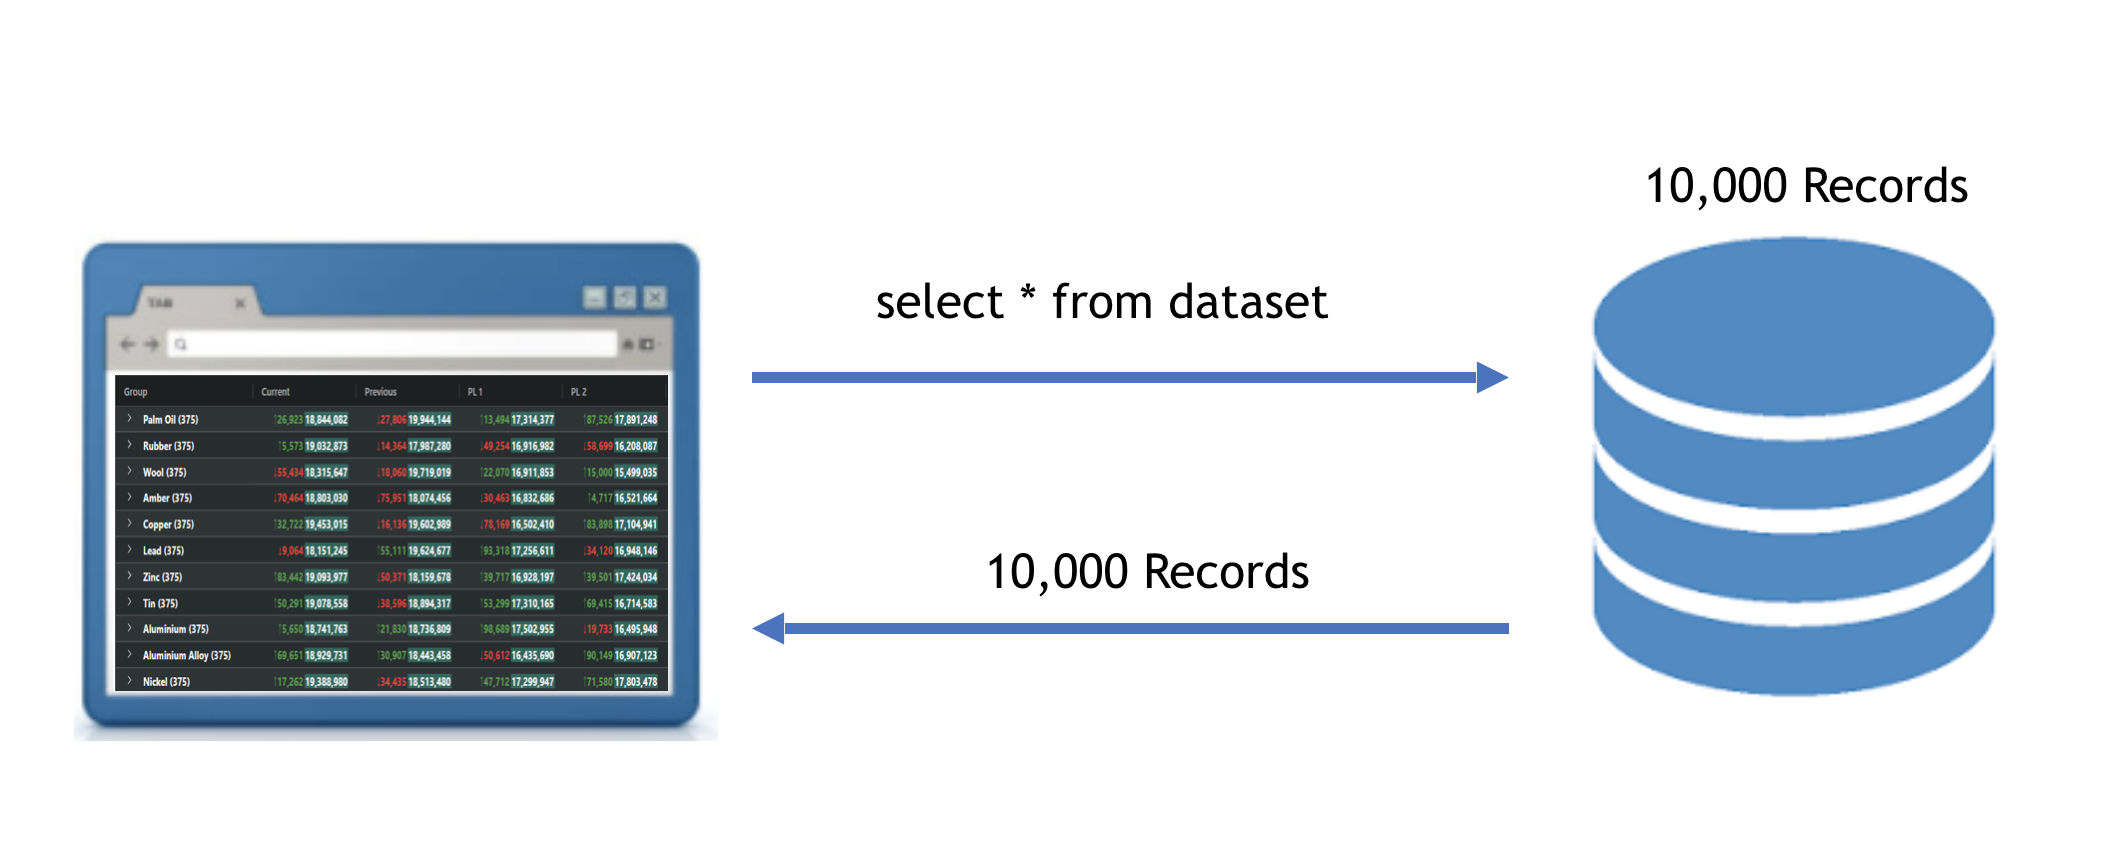 10,000 Records
select * from dataset
10,000 Records
TAB
Group Current Previous PL 1 PL 2
Palm Oil (375) 26,923 18,844,082 27,806 19,944,144 13,494 17,314,377 87,526 17,891,248
Rubber (375) 5,573 19,032,873 14,364 17,987,280 49,254 16,916,982 58,699 16,208,087
Wool (375) 55,434 18,315,647 18,060 19,719,019 22,070 16,911,853 15,000 15,499,035
Amber (375) 70,464 18,803,030 75,951 18,074,456 30,463 16,832,686 4,717 16,521,664
Copper (375) 32,722 19,453,015 16,136 19,602,989 78,169 16,502,410 83,898 17,104,941
Lead (375) 9,064 18,151,245 55,111 19,624,677 93,318 17,256,611 34,120 16,948,146
Zinc (375) 83,442 19,093,977 50,371 18,159,678 39,717 16,928,197 39,501 17,424,034
Tin (375) 50,291 19,078,558 38,596 18,894,317 53,299 17,310,165 69,415 16,714,583
Aluminium (375) 5,650 18,741,763 21,830 18,736,809 98,689 17,502,955 19,733 16,495,948
Aluminium Alloy (375) 69,651 18,929,731 30,907 18,443,458 50,612 16,435,690 90,149 16,907,123
Nickel (375) 17,262 19,388,980 34,435 18,513,480 47,712 17,299,947 71,580 17,803,478